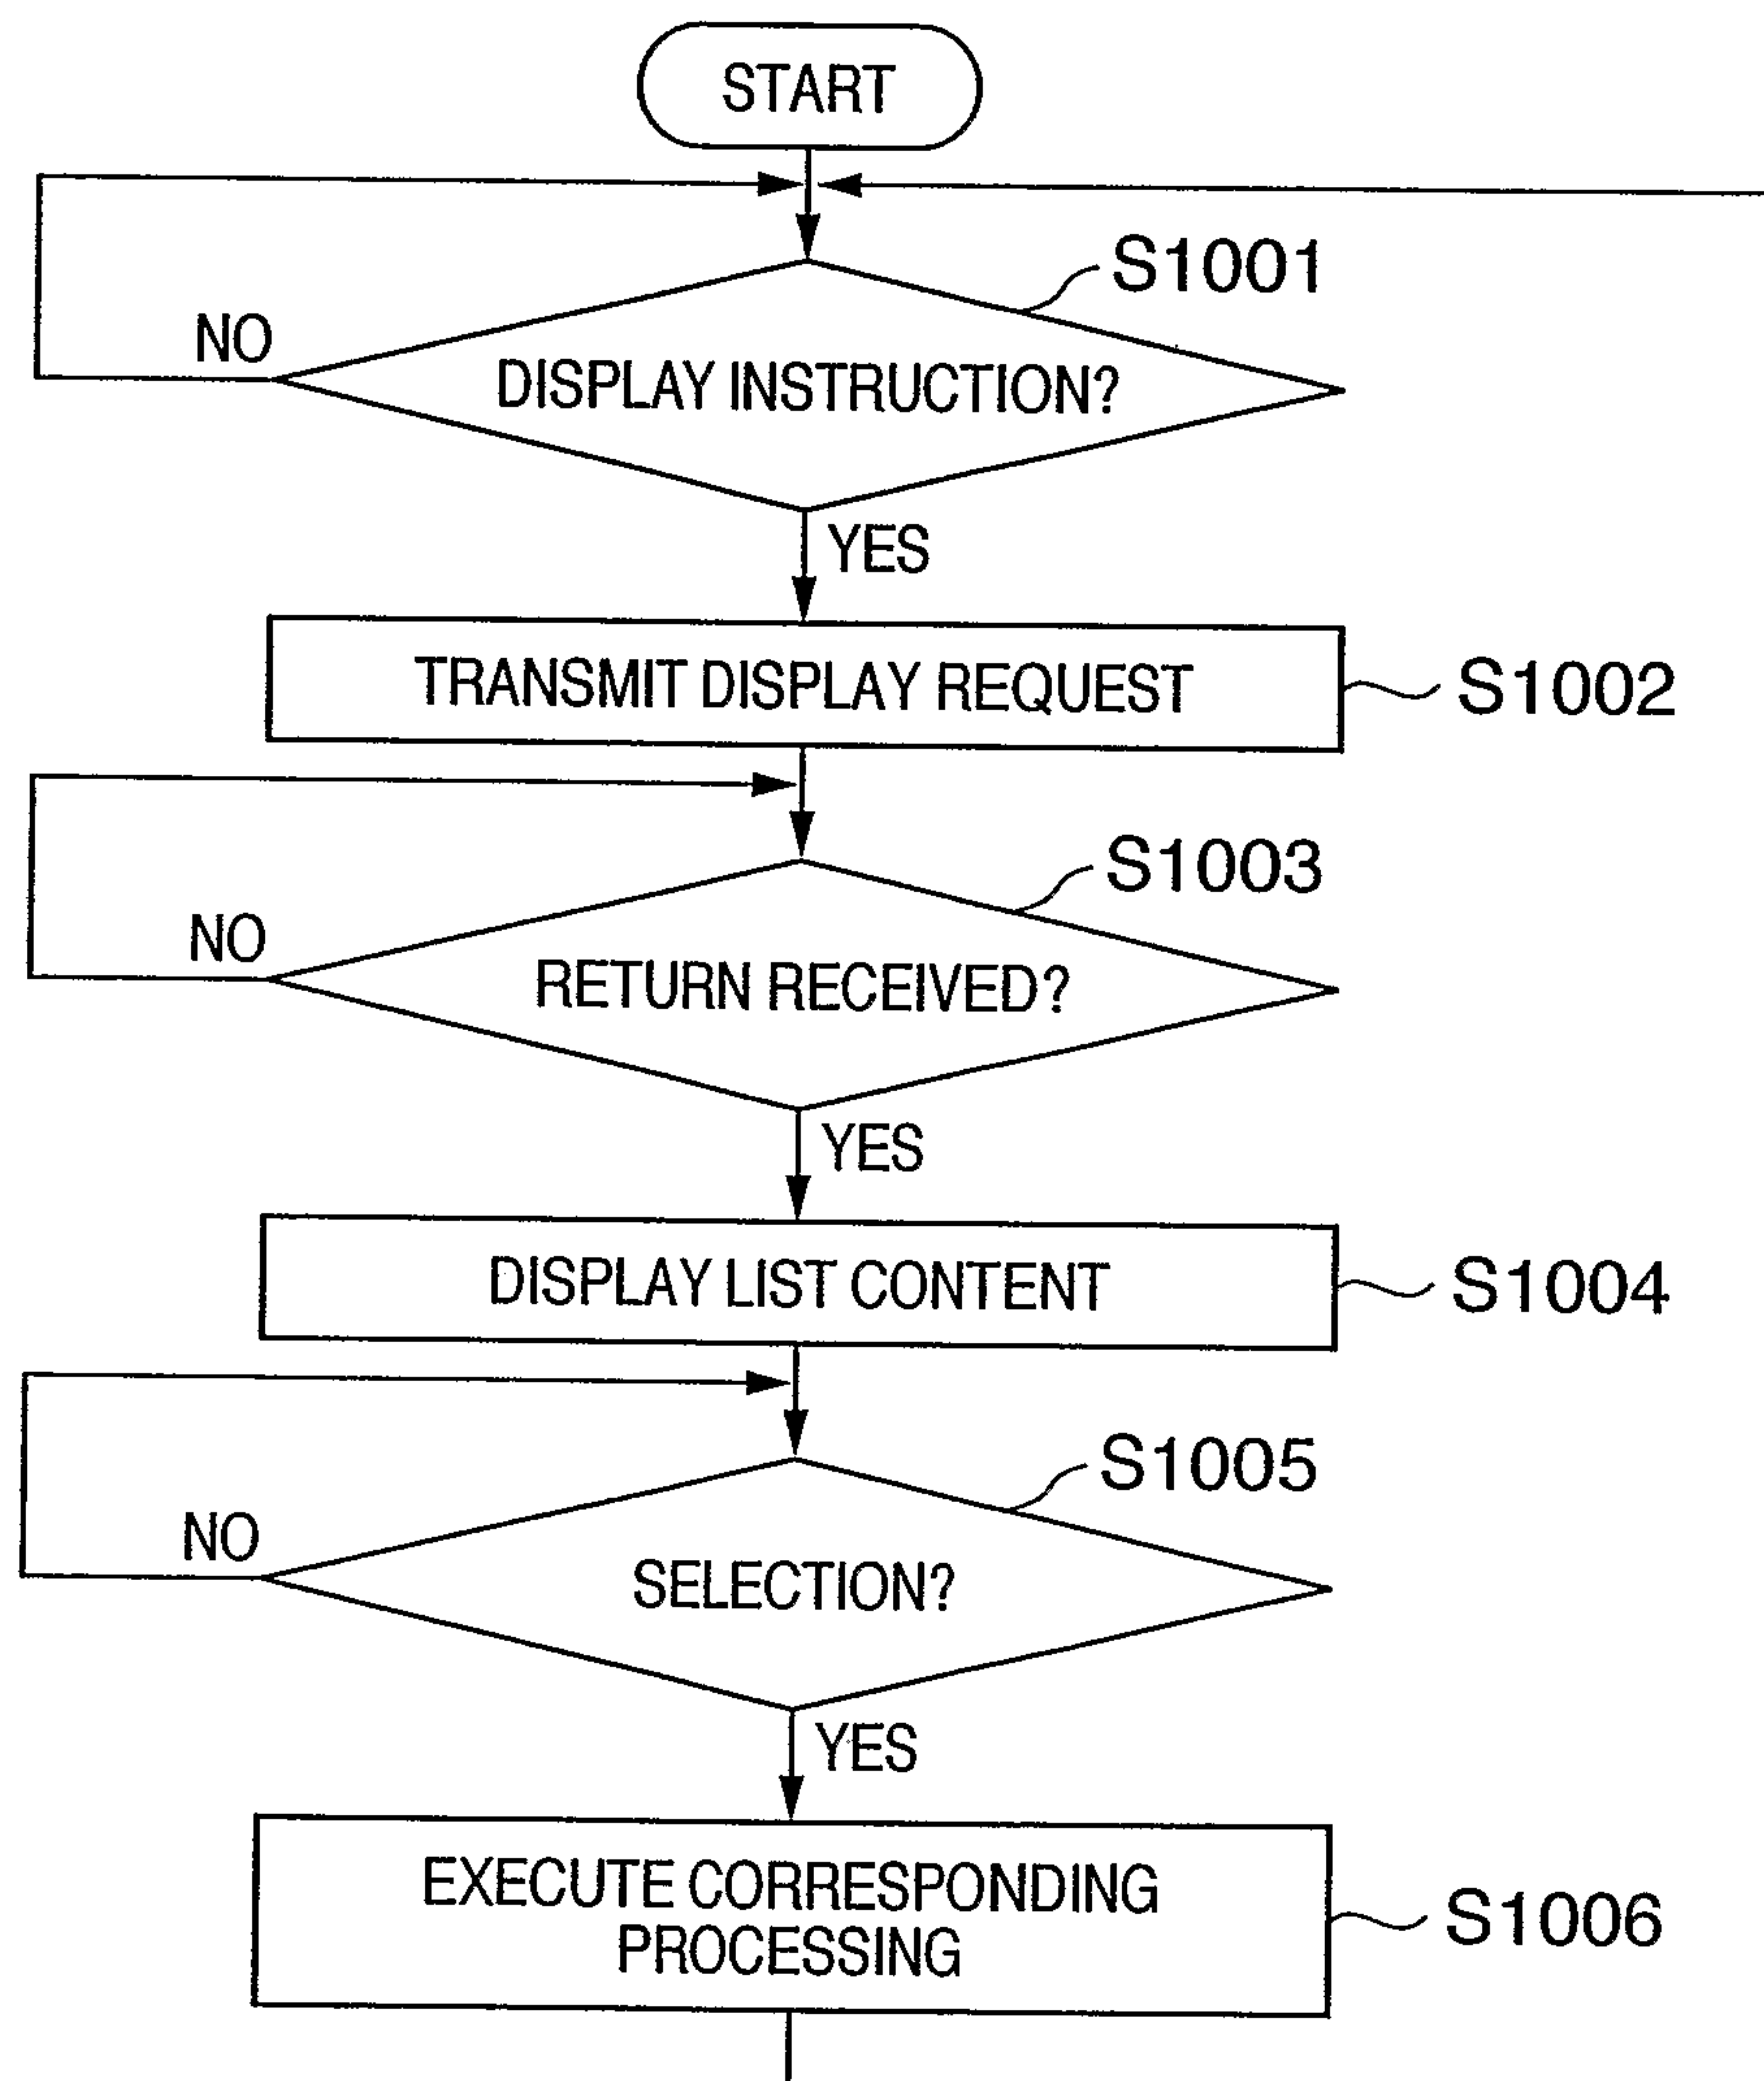 START
S1001
NO
DISPLAY INSTRUCTION?
YES
TRANSMIT DISPLAY REQUEST
S1002
S1003
NO
RETURN RECEIVED?
YES
DISPLAY LIST CONTENT
S1004
S1005
NO
SELECTION?
YES
EXECUTE CORRESPONDING
PROCESSING
S1006